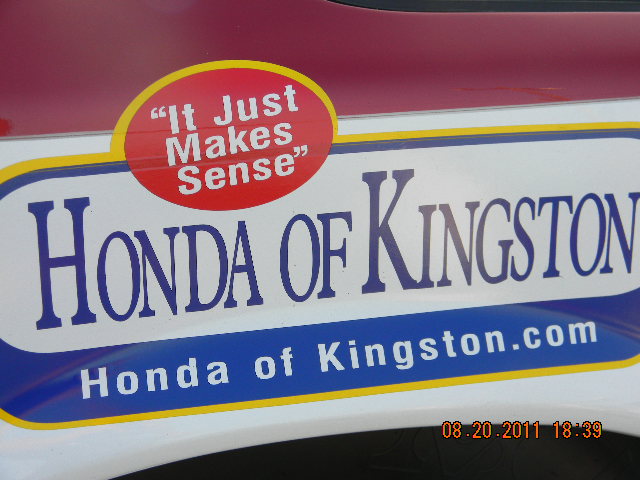 "It Just
Makes
Sense"
HONDA OF KINGSTON
Honda of Kingston.com
08.20.2011 18:39